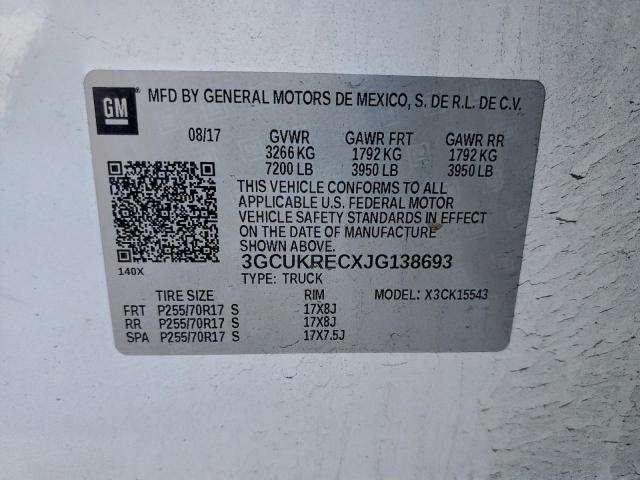 GM
MFD BY GENERAL MOTORS DE MEXICO, S. DE R.L. DE C.V.
08/17 GVWR GAWR FRT GAWR RR
3266 KG 1792 KG 1792 KG
7200 LB 3950 LB 3950 LB
THIS VEHICLE CONFORMS TO ALL
APPLICABLE U.S. FEDERAL MOTOR
VEHICLE SAFETY STANDARDS IN EFFECT
ON THE DATE OF MANUFACTURE
SHOWN ABOVE.
3GCUKRECXJG138693
140X
TYPE: TRUCK
TIRE SIZE RIM MODEL: X3CK15543
FRT P255/70R17 S 17X8J
RR P255/70R17 S 17X8J
SPA P255/70R17 S 17X7.5J